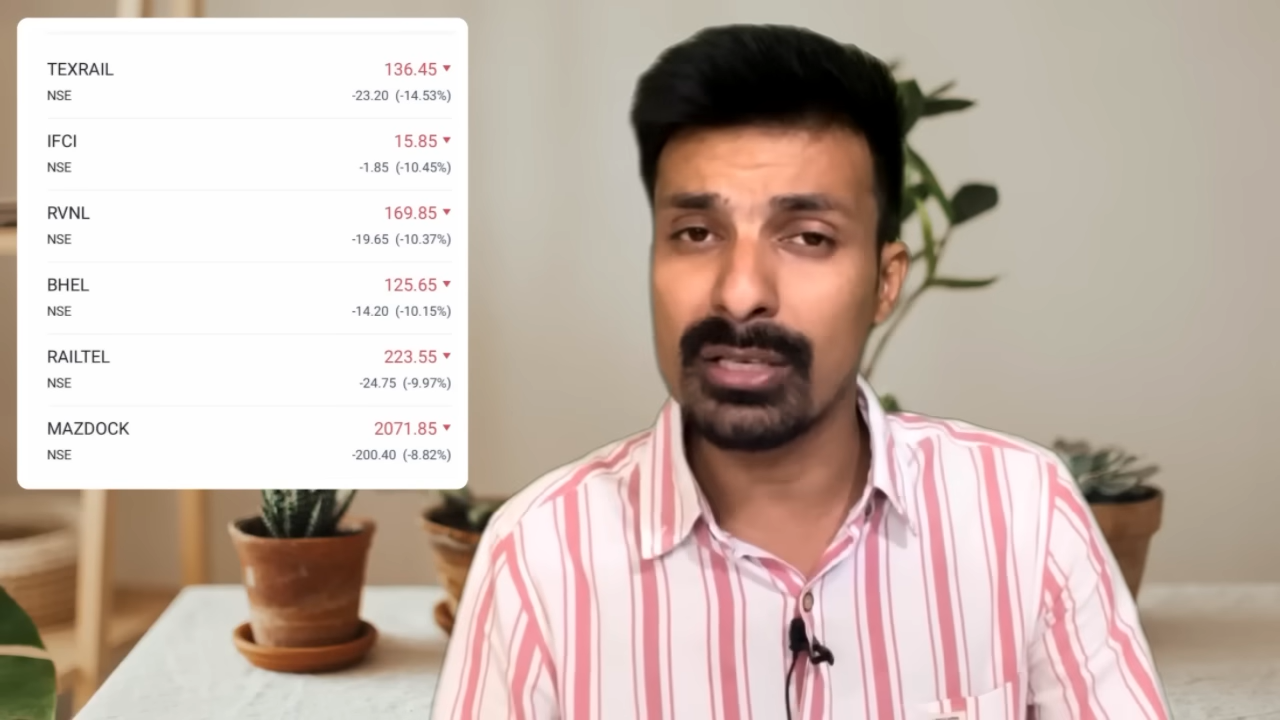 TEXRAIL 136.45 ▼
NSE -23.20 (-14.53%)
IFCI 15.85 ▼
NSE -1.85 (-10.45%)
RVNL 169.85 ▼
NSE -19.65 (-10.37%)
BHEL 125.65 ▼
NSE -14.20 (-10.15%)
RAILTEL 223.55 ▼
NSE -24.75 (-9.97%)
MAZDOCK 2071.85 ▼
NSE -200.40 (-8.82%)